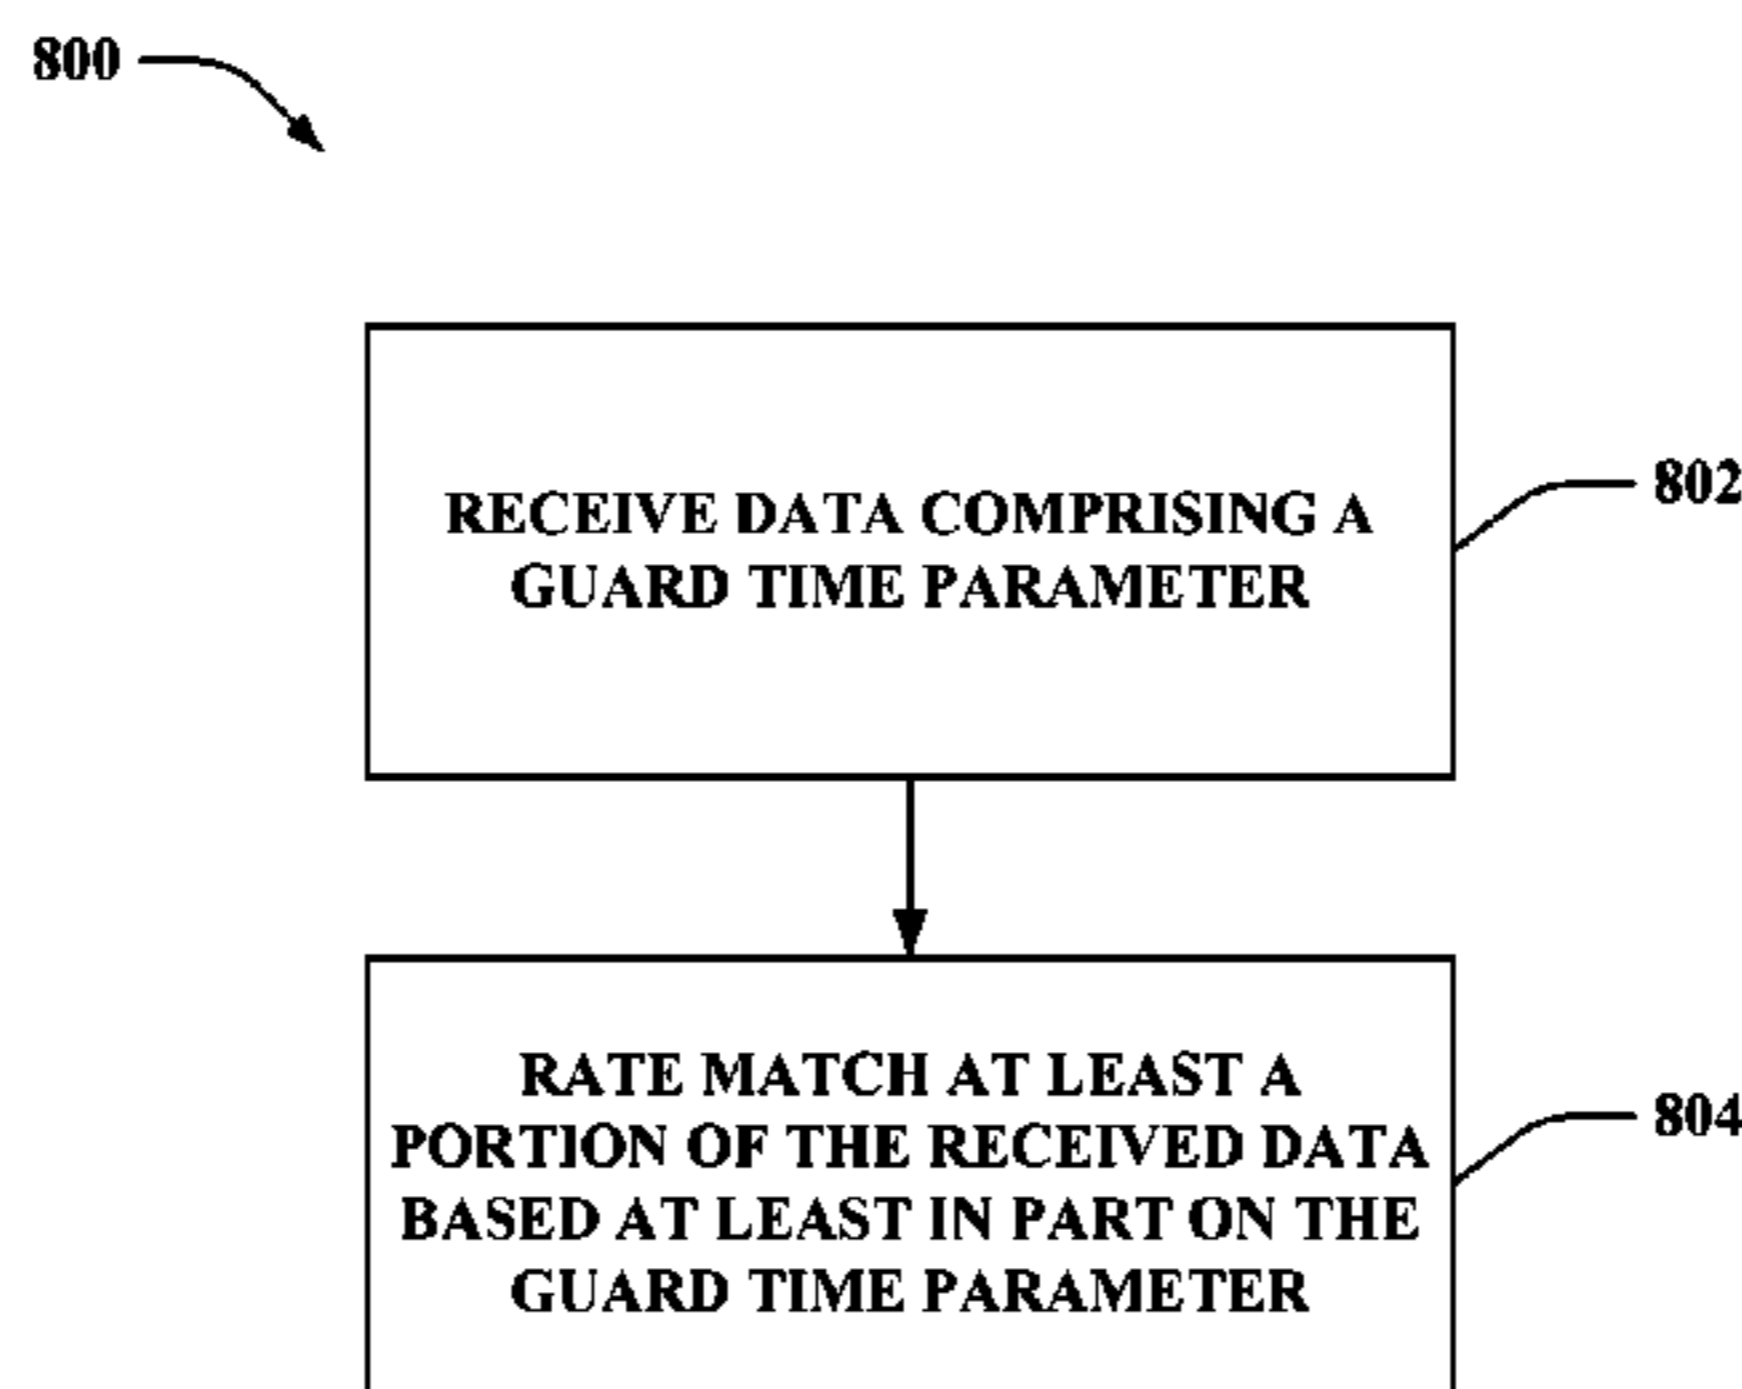 800
RECEIVE DATA COMPRISING A
GUARD TIME PARAMETER
802
RATE MATCH AT LEAST A
PORTION OF THE RECEIVED DATA
BASED AT LEAST IN PART ON THE
GUARD TIME PARAMETER
804